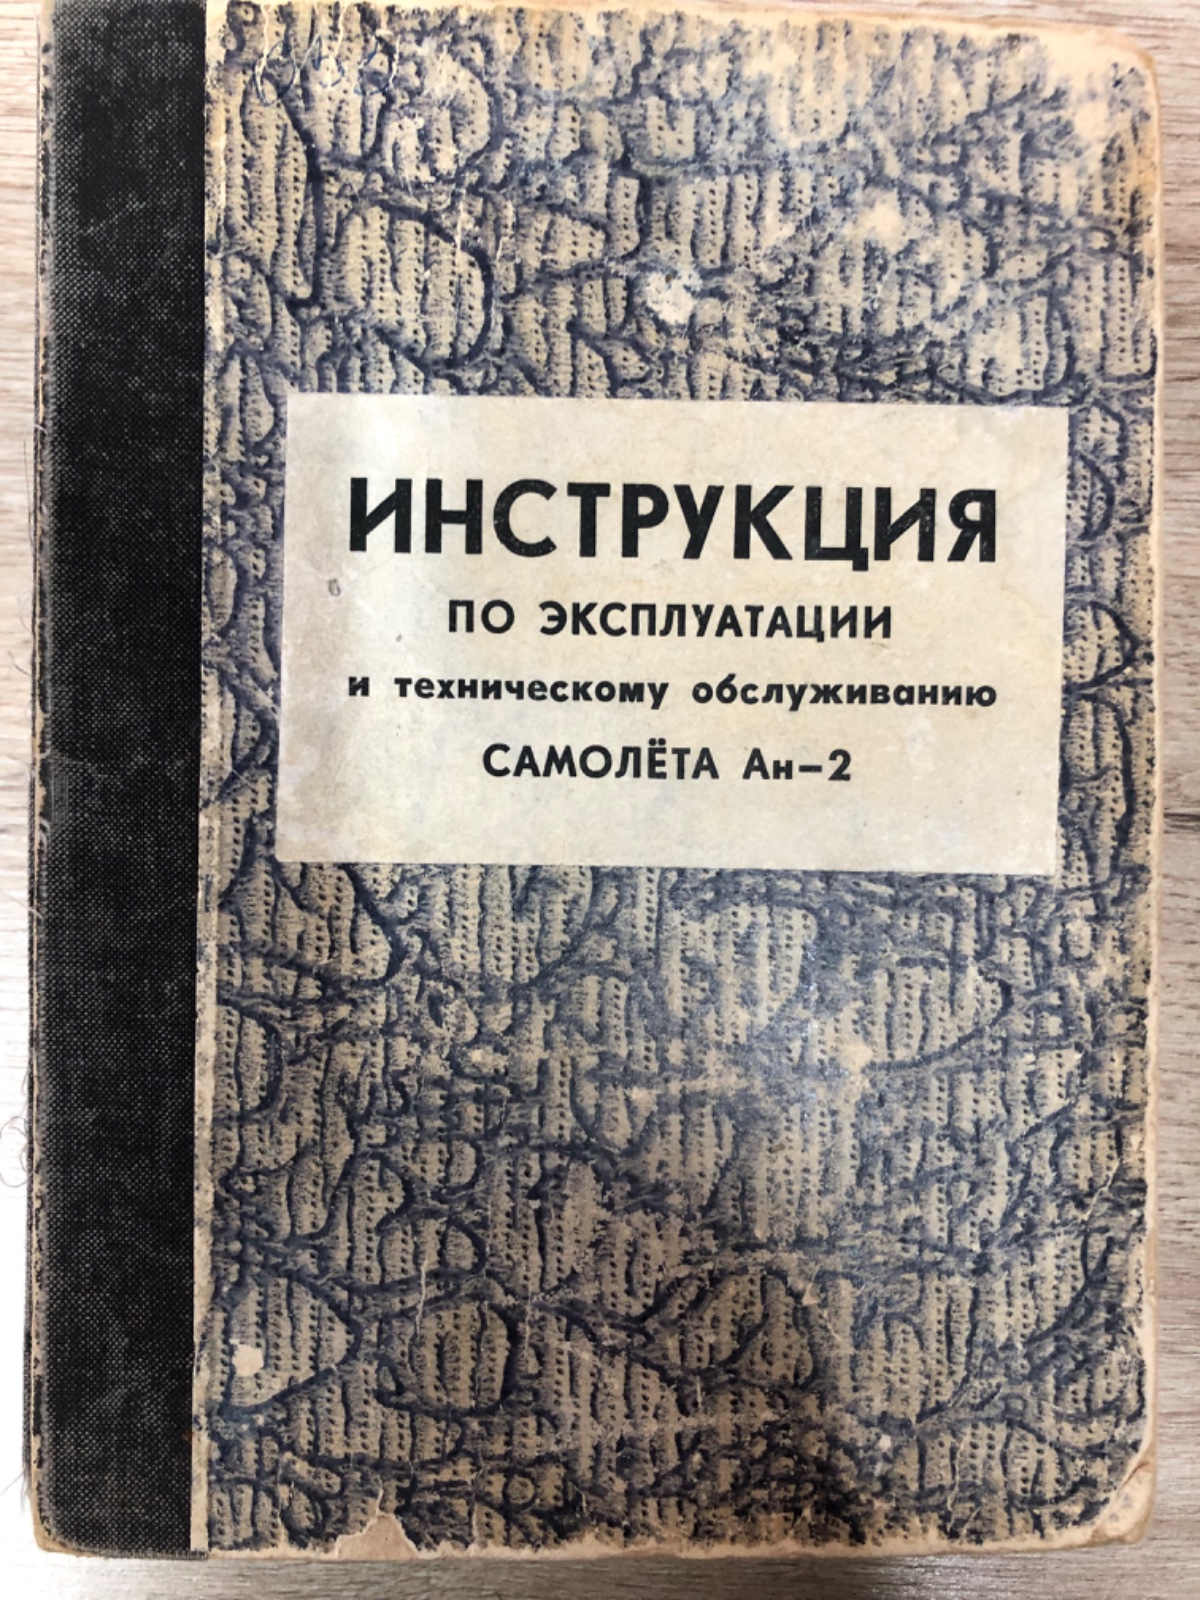 ИНСТРУКЦИЯ
ПО ЭКСПЛУАТАЦИИ
и техническому обслуживанию
САМОЛЁТА Ан-2